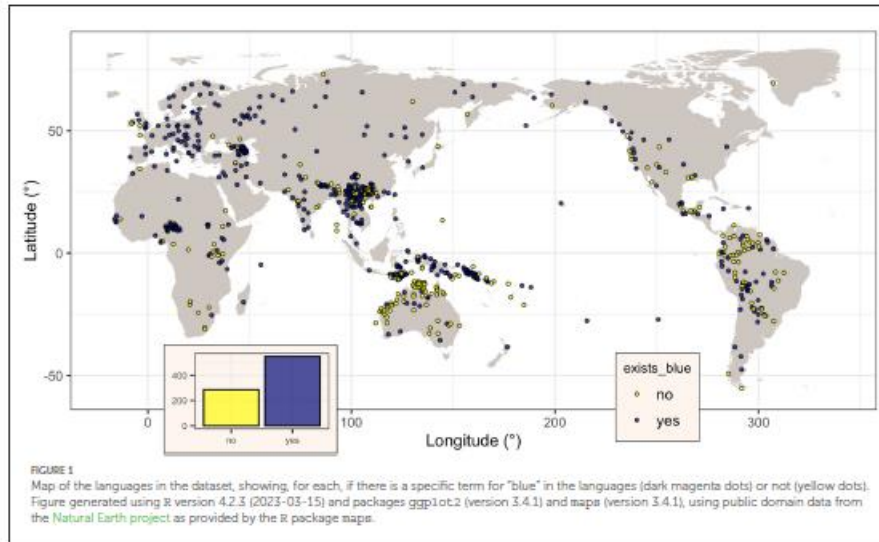 50
0
-50
Latitude (°)
400
200
0
no
yes
0
100
200
300
Longitude (°)
exists_blue
no
yes
FIGURE 1
Map of the languages in the dataset, showing, for each, if there is a specific term for "blue" in the languages (dark magenta dots) or not (yellow dots).
Figure generated using R version 4.2.3 (2023-03-15) and packages ggplot2 (version 3.4.1) and maps (version 3.4.1), using public domain data from
the Natural Earth project as provided by the R package maps.